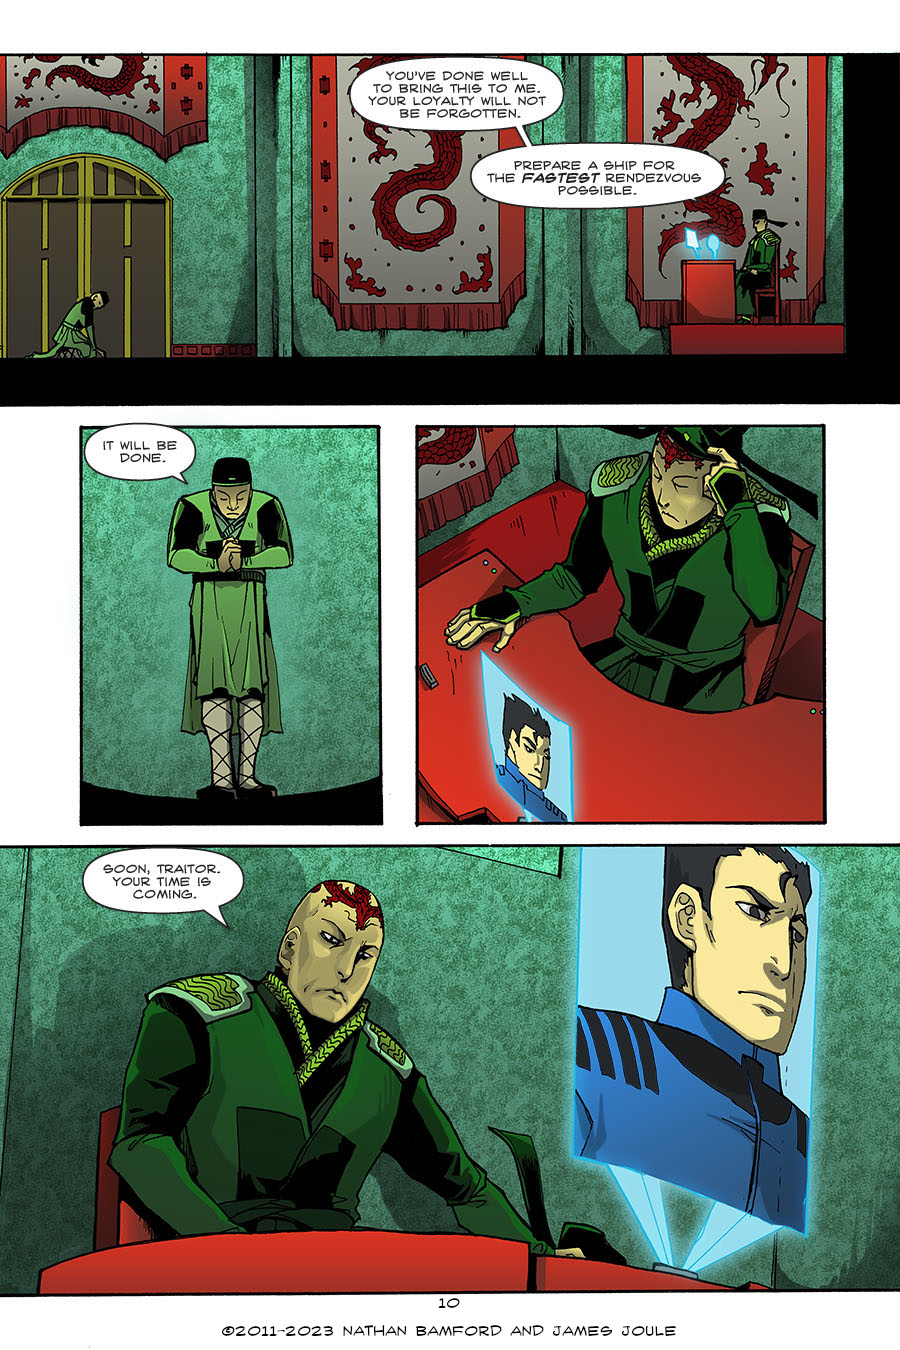 YOU'VE DONE WELL
TO BRING THIS TO ME.
YOUR LOYALTY WILL NOT
BE FORGOTTEN.
PREPARE A SHIP FOR
THE FASTEST RENDEZVOUS
POSSIBLE.
IT WILL BE
DONE.
SOON, TRAITOR.
YOUR TIME IS
COMING.
10
©2011-2023 NATHAN BAMFORD AND JAMES JOULE